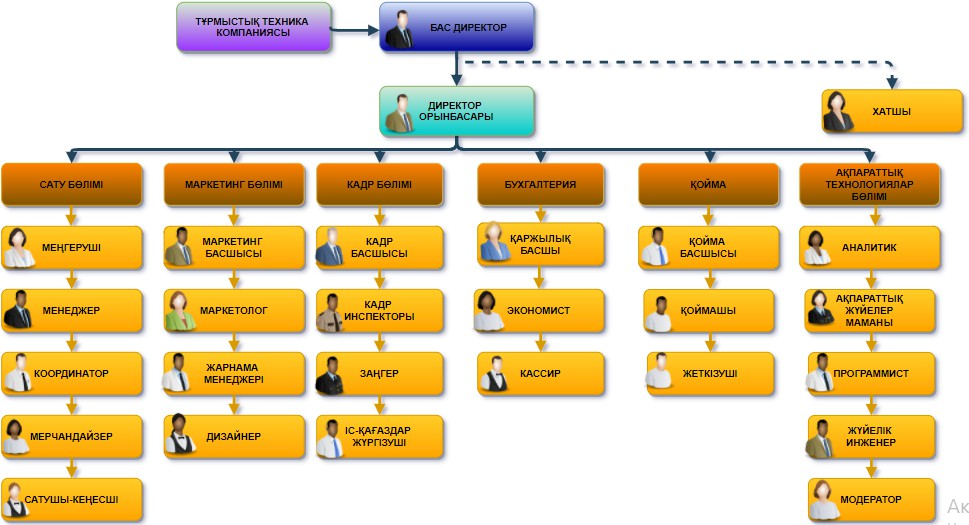 ТҰРМЫСТЫҚ ТЕХНИКА
КОМПАНИЯСЫ
БАС ДИРЕКТОР
ДИРЕКТОР
ОРЫНБАСАРЫ
ХАТШЫ
САТУ БӨЛІМІ
МАРКЕТИНГ БӨЛІМІ
КАДР БӨЛІМІ
БУХГАЛТЕРИЯ
ҚОЙМА
АҚПАРАТТЫҚ
ТЕХНОЛОГИЯЛАР
БӨЛІМІ
МЕҢГЕРУШІ
МАРКЕТИНГ
БАСШЫСЫ
КАДР
БАСШЫСЫ
ҚАРЖЫЛЫҚ
БАСШЫ
ҚОЙМА
БАСШЫСЫ
АНАЛИТИК
МЕНЕДЖЕР
МАРКЕТОЛОГ
КАДР
ИНСПЕКТОРЫ
ЭКОНОМИСТ
ҚОЙМАШЫ
АҚПАРАТТЫҚ
ЖҮЙЕЛЕР
МАМАНЫ
КООРДИНАТОР
ЖАРНАМА
МЕНЕДЖЕРІ
ЗАҢГЕР
КАССИР
ЖЕТКІЗУШІ
ПРОГРАММИСТ
МЕРЧАНДАЙЗЕР
ДИЗАЙНЕР
ІС-ҚАҒАЗДАР
ЖҮРГІЗУШІ
ЖҮЙЕЛІК
ИНЖЕНЕР
САТУШЫ-КЕҢЕСШІ
МОДЕРАТОР
Ак